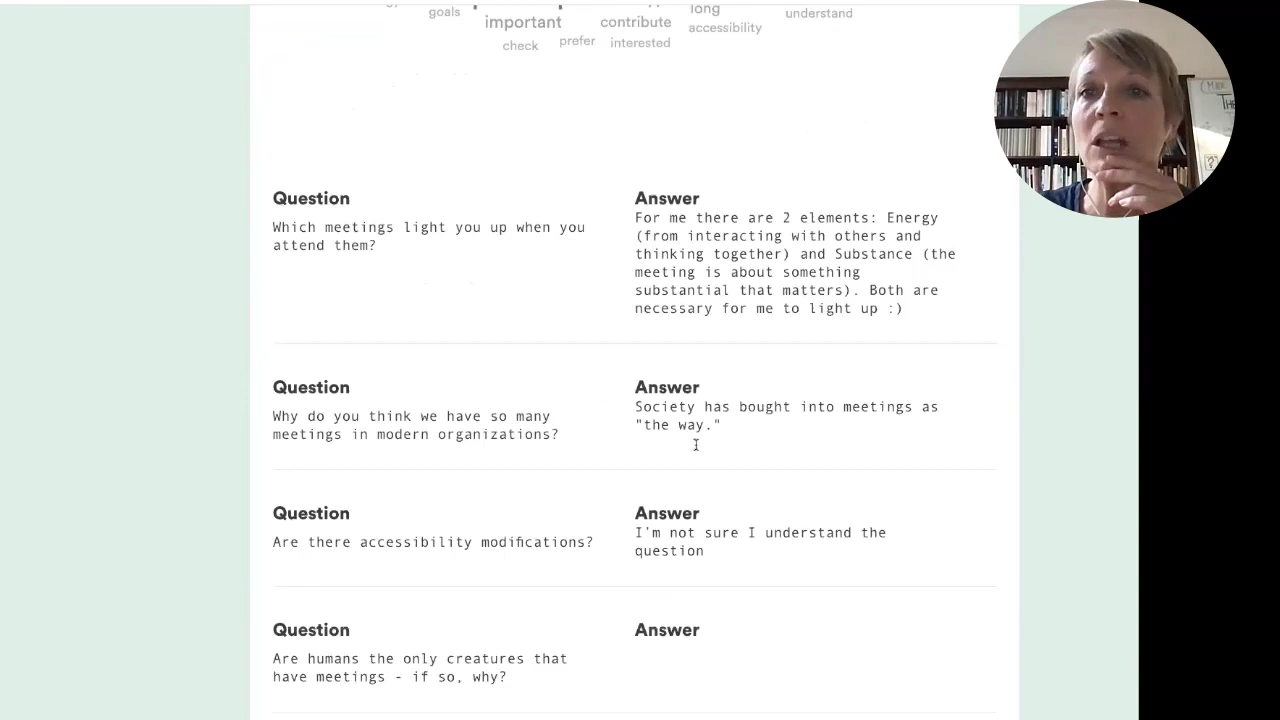 goals
long
important
contribute
understand
accessibility
check
prefer
interested
Question
Answer
Which meetings light you up when you
attend them?
For me there are 2 elements: Energy
(from interacting with others and
thinking together) and Substance (the
meeting is about something
substantial that matters). Both are
necessary for me to light up :)
Question
Answer
Why do you think we have so many
meetings in modern organizations?
Society has bought into meetings as
"the way."
Question
Answer
Are there accessibility modifications?
I'm not sure I understand the
question
Question
Answer
Are humans the only creatures that
have meetings - if so, why?